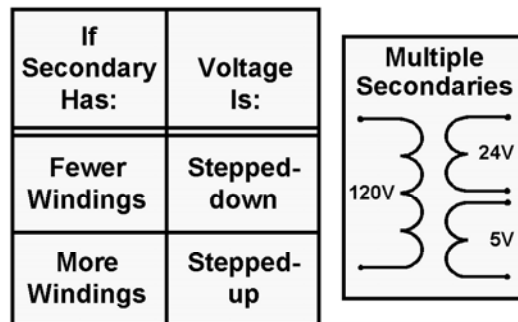 If
Secondary
Has:
Voltage
Is:
Fewer
Windings
Stepped-
down
More
Windings
Stepped-
up
Multiple
Secondaries
120V
24V
5V